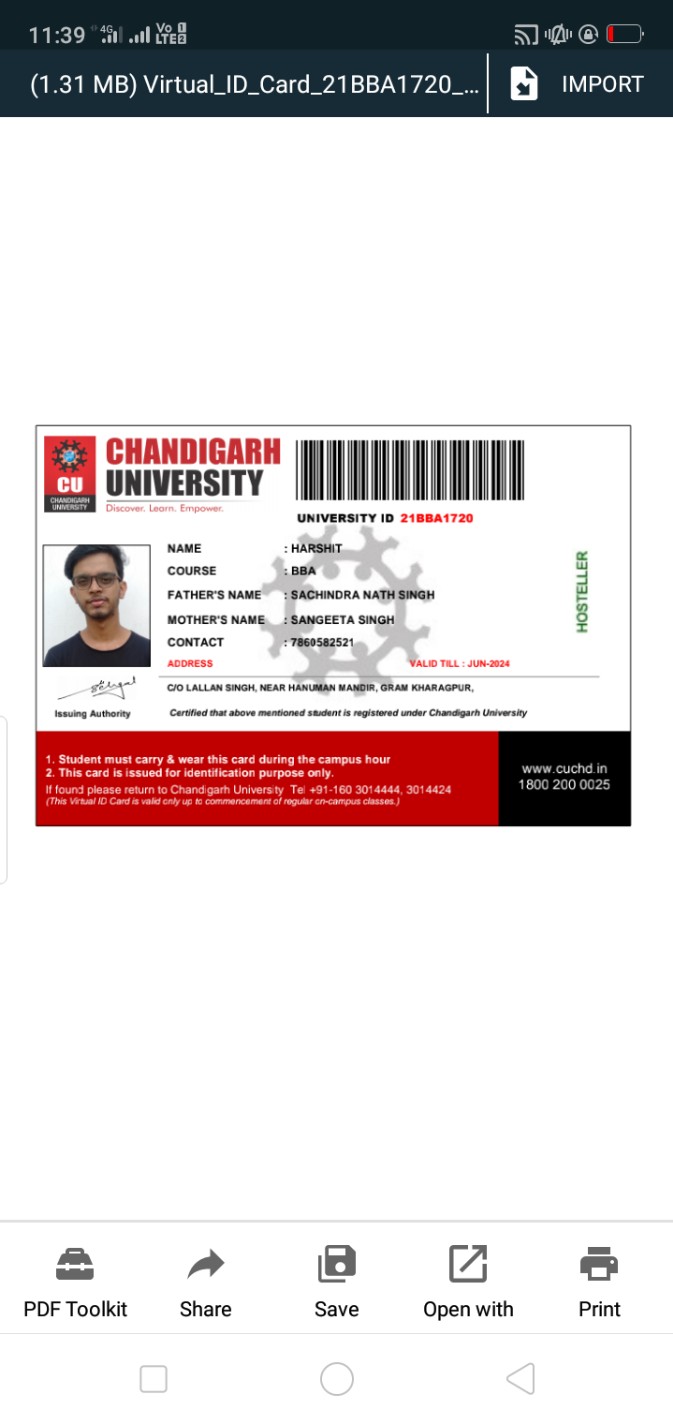 11:39 4G Vo 1 LTE 2
(1.31 MB) Virtual_ID_Card_21BBA1720_... IMPORT
CU
CHANDIGARH
UNIVERSITY
CHANDIGARH
UNIVERSITY
Discover. Learn. Empower.
UNIVERSITY ID 21BBA1720
NAME : HARSHIT
COURSE : BBA
FATHER'S NAME : SACHINDRA NATH SINGH
MOTHER'S NAME : SANGEETA SINGH
CONTACT : 7860582521
HOSTELLER
ADDRESS VALID TILL : JUN-2024
C/O LALLAN SINGH, NEAR HANUMAN MANDIR, GRAM KHARAGPUR,
Issuing Authority Certified that above mentioned student is registered under Chandigarh University
1. Student must carry & wear this card during the campus hour
2. This card is issued for identification purpose only.
If found please return to Chandigarh University Tel +91-160 3014444, 3014424
(This Virtual ID Card is valid only up to commencement of regular on-campus classes.)
www.cuchd.in
1800 200 0025
PDF Toolkit Share Save Open with Print